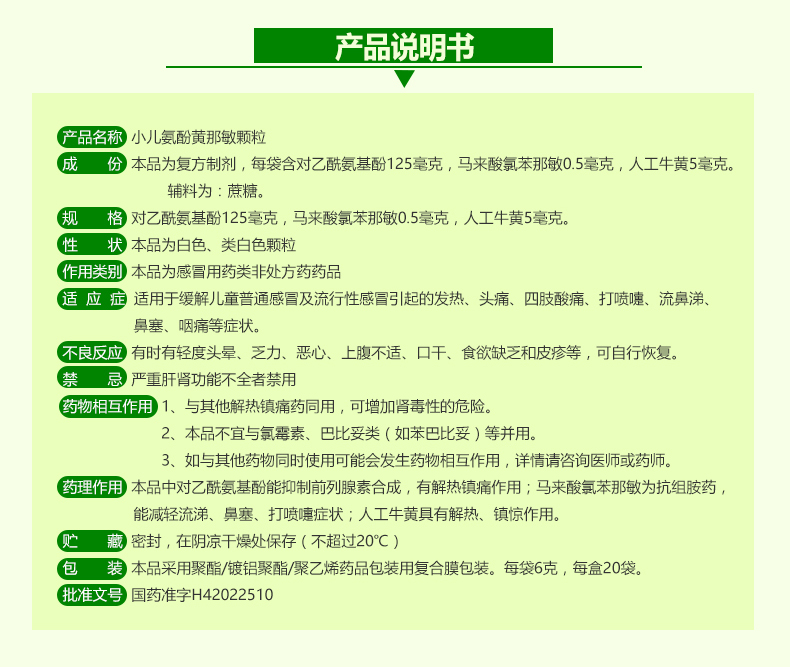 产品说明书
产品名称 小儿氨酚黄那敏颗粒
成 份 本品为复方制剂，每袋含对乙酰氨基酚125毫克，马来酸氯苯那敏0.5毫克，人工牛黄5毫克。
辅料为：蔗糖。
规 格 对乙酰氨基酚125毫克，马来酸氯苯那敏0.5毫克，人工牛黄5毫克。
性 状 本品为白色、类白色颗粒
作用类别 本品为感冒用药类非处方药药品
适 应 症 适用于缓解儿童普通感冒及流行性感冒引起的发热、头痛、四肢酸痛、打喷嚏、流鼻涕、
鼻塞、咽痛等症状。
不良反应 有时有轻度头晕、乏力、恶心、上腹不适、口干、食欲缺乏和皮疹等，可自行恢复。
禁 忌 严重肝肾功能不全者禁用
药物相互作用 1、与其他解热镇痛药同用，可增加肾毒性的危险。
2、本品不宜与氯霉素、巴比妥类（如苯巴比妥）等并用。
3、如与其他药物同时使用可能会发生药物相互作用，详情请咨询医师或药师。
药理作用 本品中对乙酰氨基酚能抑制前列腺素合成，有解热镇痛作用；马来酸氯苯那敏为抗组胺药，
能减轻流涕、鼻塞、打喷嚏症状；人工牛黄具有解热、镇惊作用。
贮 藏 密封，在阴凉干燥处保存（不超过20℃）
包 装 本品采用聚酯/镀铝聚酯/聚乙烯药品包装用复合膜包装。每袋6克，每盒20袋。
批准文号 国药准字H42022510